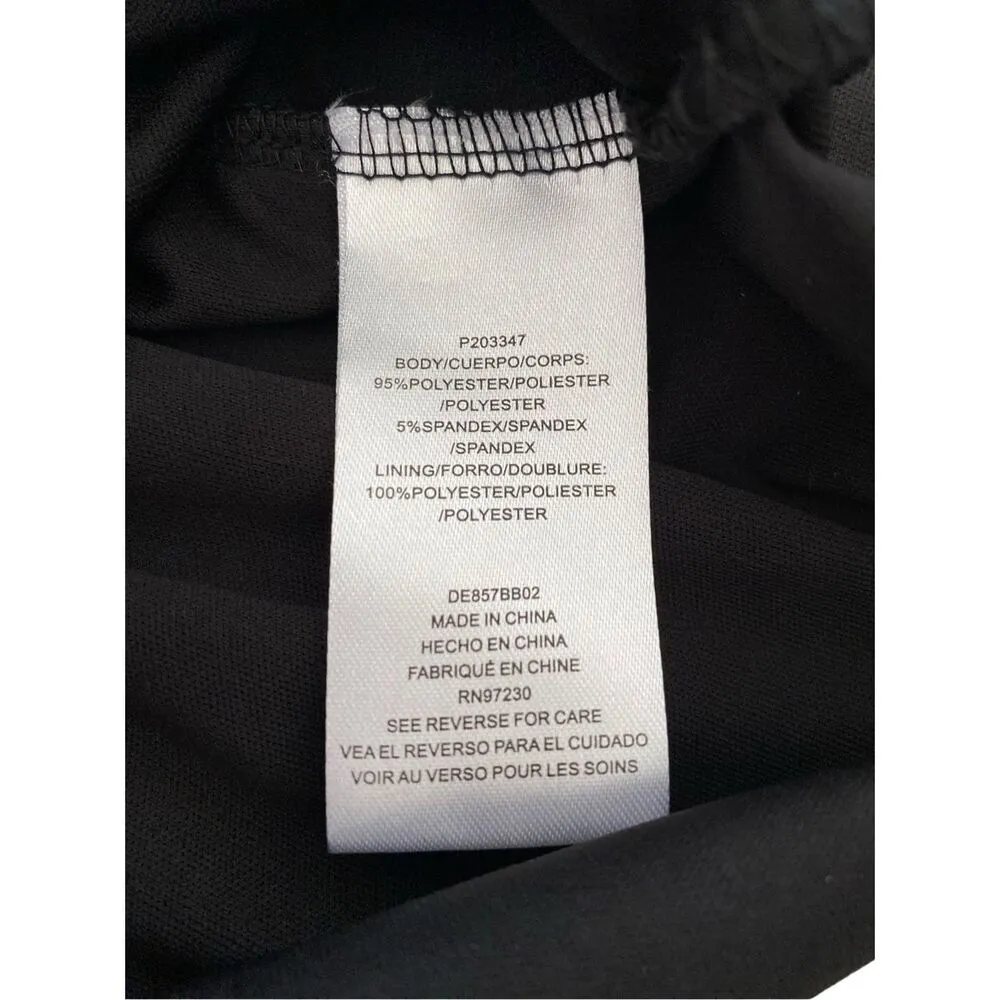 P203347
BODY/CUERPO/CORPS:
95%POLYESTER/POLIESTER
/POLYESTER
5%SPANDEX/SPANDEX
/SPANDEX
LINING/FORRO/DOUBLURE:
100%POLYESTER/POLIESTER
/POLYESTER
DE857BB02
MADE IN CHINA
HECHO EN CHINA
FABRIQUÉ EN CHINE
RN97230
SEE REVERSE FOR CARE
VEA EL REVERSO PARA EL CUIDADO
VOIR AU VERSO POUR LES SOINS